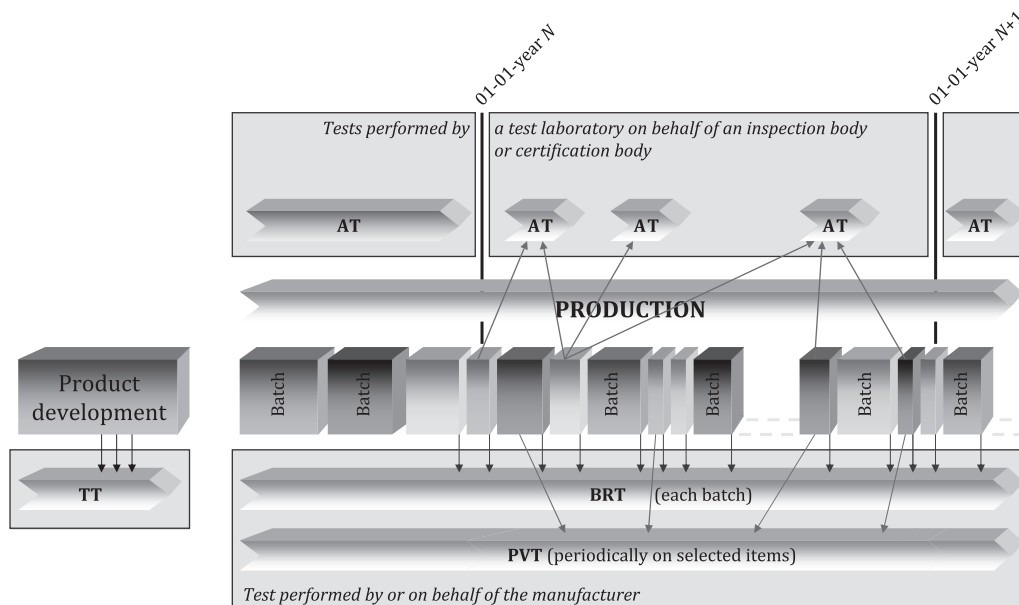 01-01-year N
01-01-year N+1
Tests performed by
a test laboratory on behalf of an inspection body
or certification body
AT
AT
AT
AT
AT
PRODUCTION
Product
development
Batch
Batch
Batch
Batch
Batch
Batch
TT
BRT (each batch)
PVT (periodically on selected items)
Test performed by or on behalf of the manufacturer